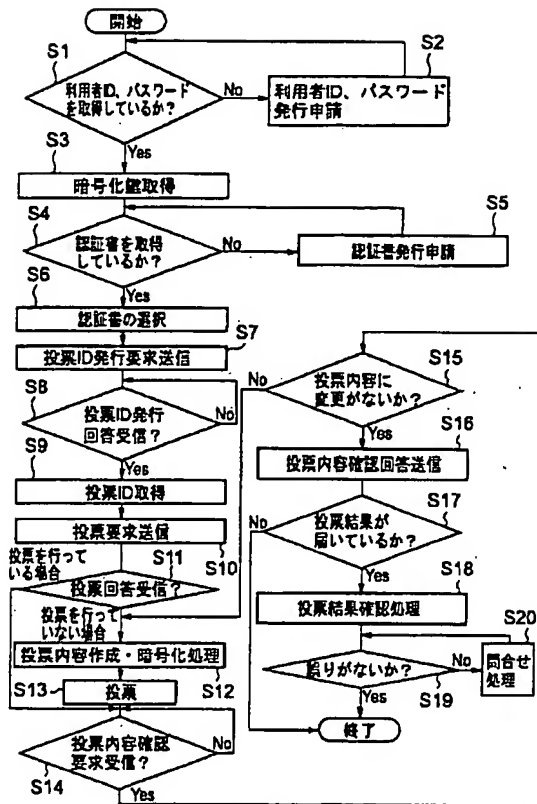 開始
S1
利用者ID、パスワード
を取得しているか?
No
S2
利用者ID、パスワード
発行申請
Yes
S3
暗号化鍵取得
S4
認証書を取得
しているか?
No
S5
認証書発行申請
Yes
S6
認証書の選択
S7
投票ID発行要求送信
S8
投票ID発行
回答受信?
No
Yes
S9
投票ID取得
投票要求送信
S10
投票を行って
いる場合
S11
投票回答受信?
投票を行って
いない場合
投票内容作成・暗号化処理
S12
S13
投票
投票内容確認
要求受信?
No
S14
Yes
S15
投票内容に
変更がないか?
No
Yes
S16
投票内容確認回答送信
S17
投票結果が
届いているか?
No
Yes
S18
投票結果確認処理
S20
誤りがないか?
No
問合せ
処理
S19
Yes
終了